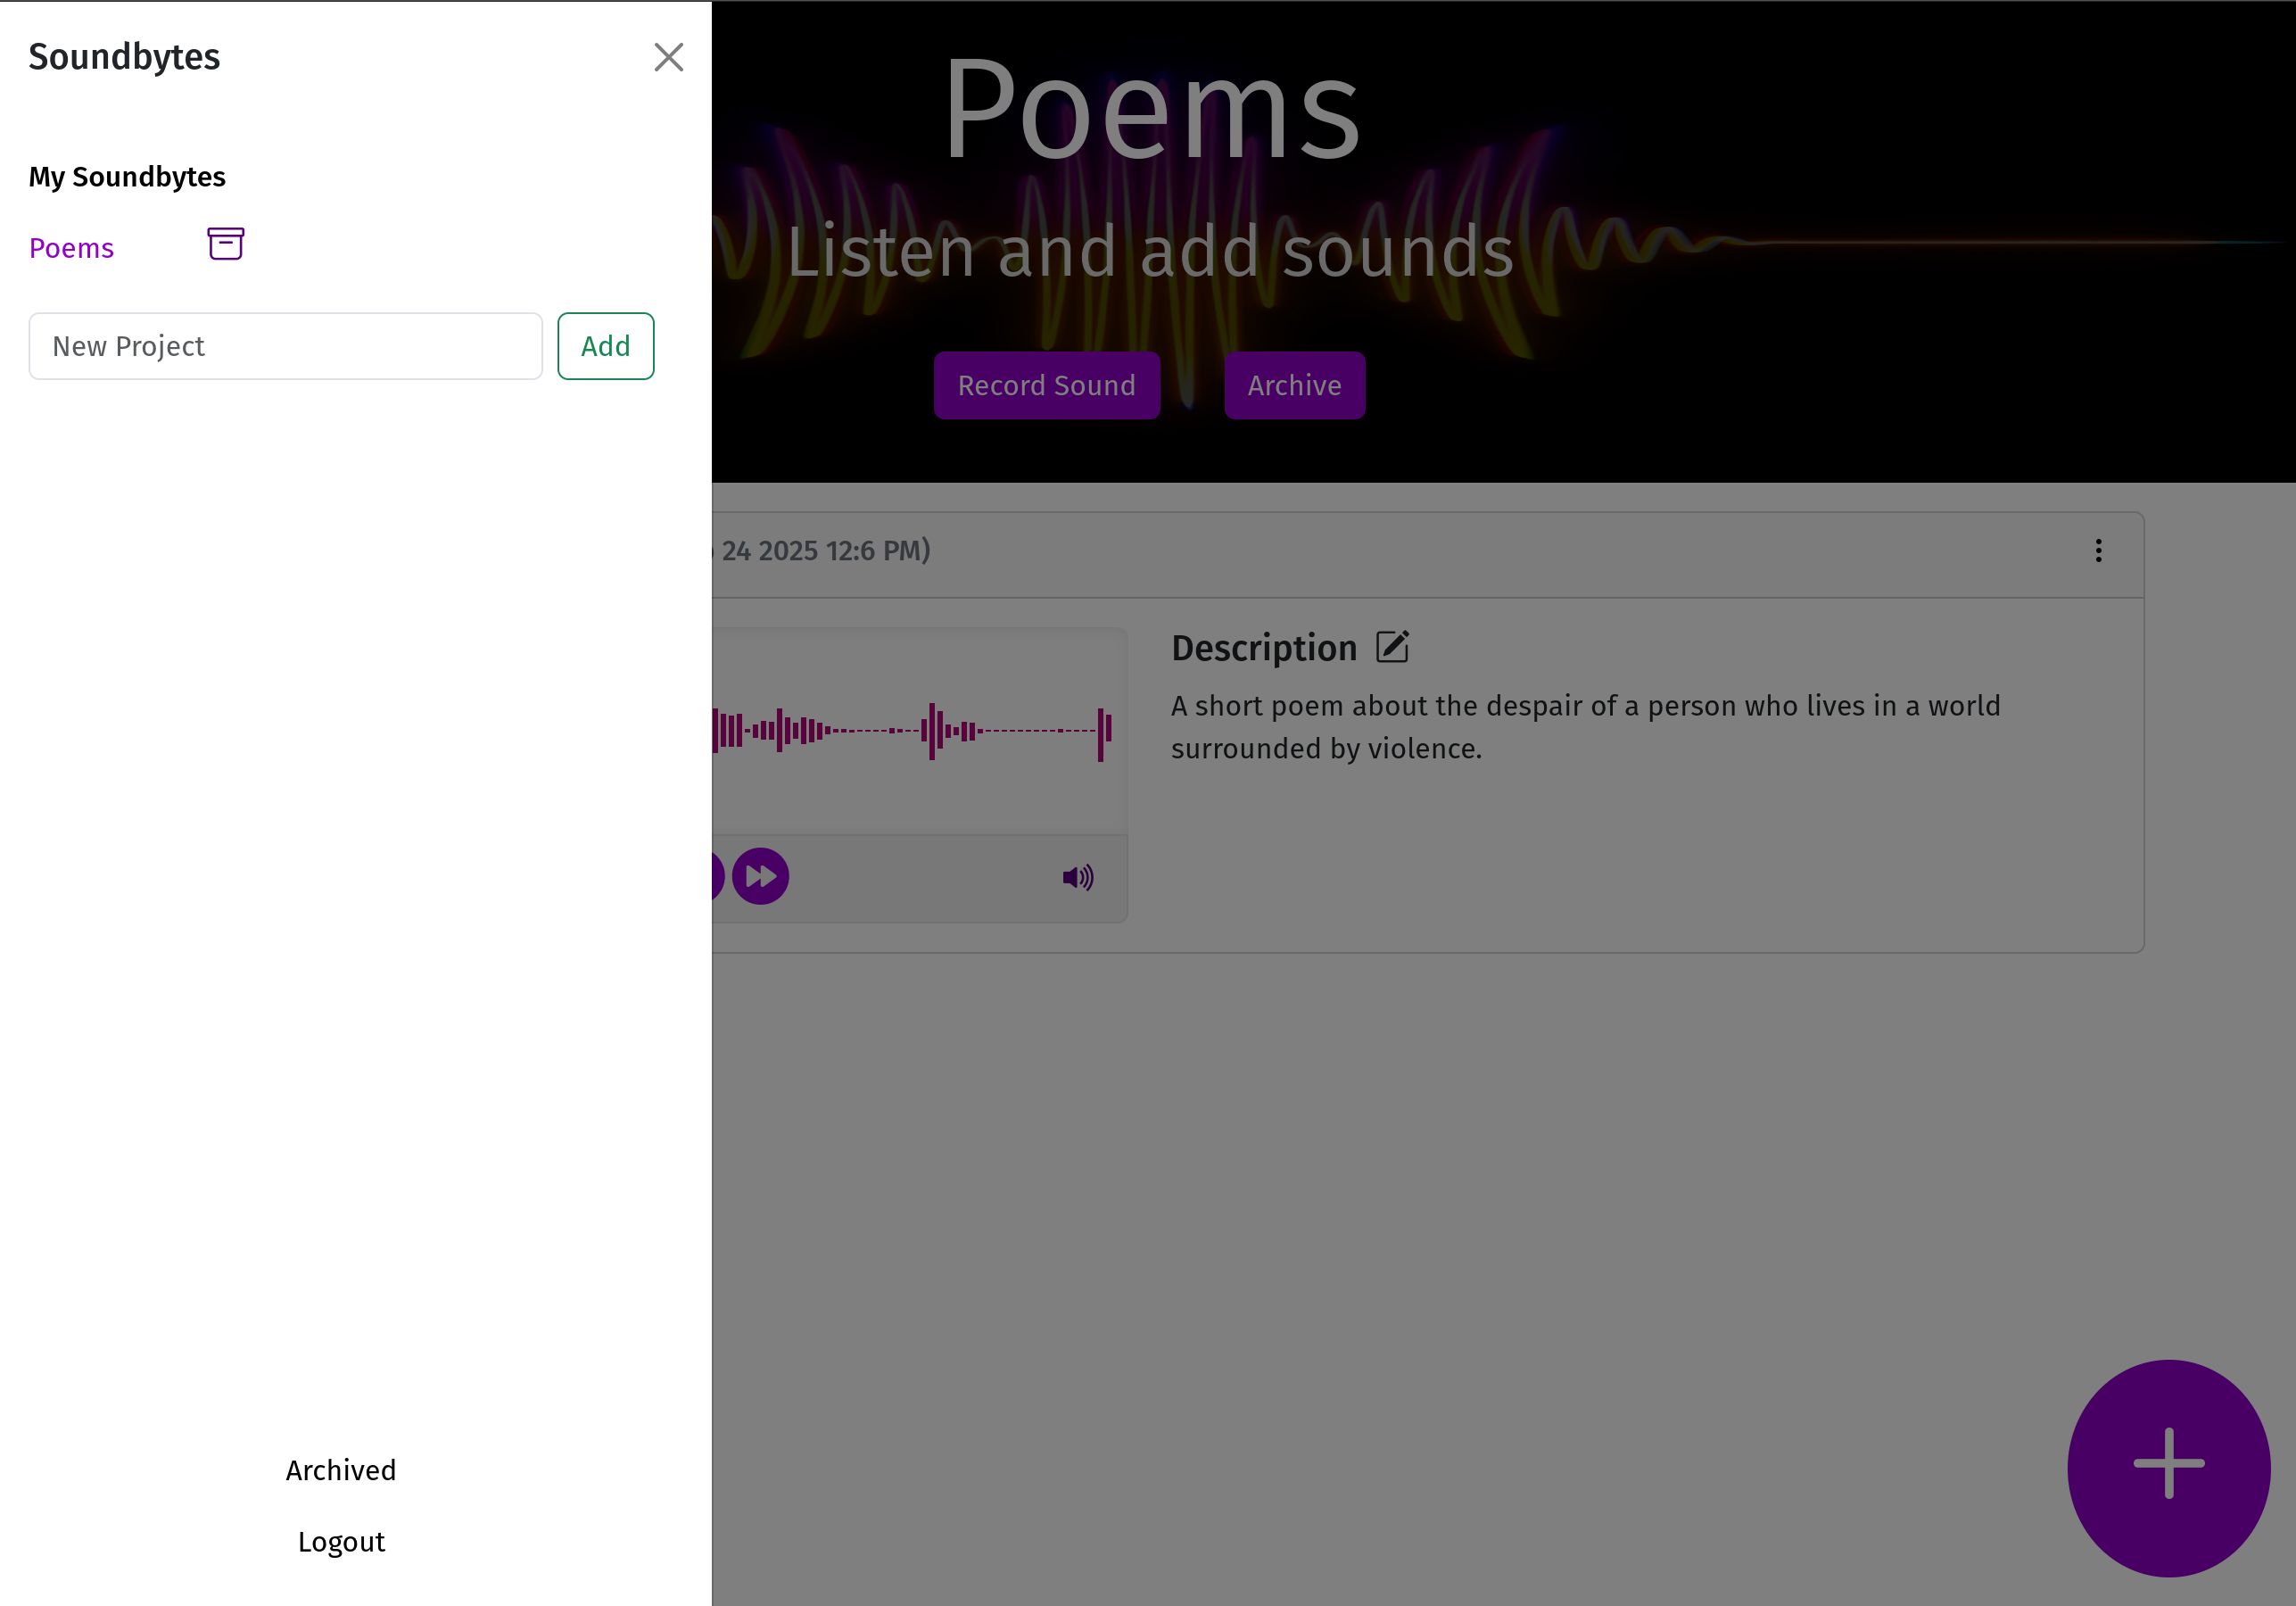 Soundbytes
My Soundbytes
Poems
New Project
Add
Archived
Logout
Poems
Listen and add sounds
Record Sound
Archive
24 2025 12:6 PM)
Description
A short poem about the despair of a person who lives in a world
surrounded by violence.